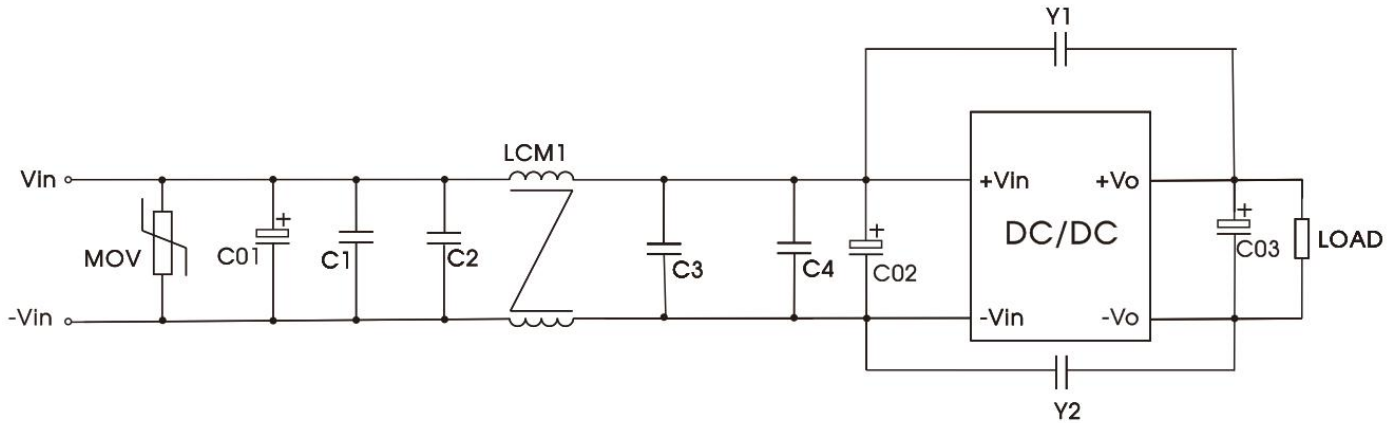 Y1
LCM1
Vin
+Vin
+Vo
MOV
+
C01
C1
C2
C3
C4
+
C02
DC/DC
+
C03
LOAD
-Vin
-Vin
-Vo
Y2